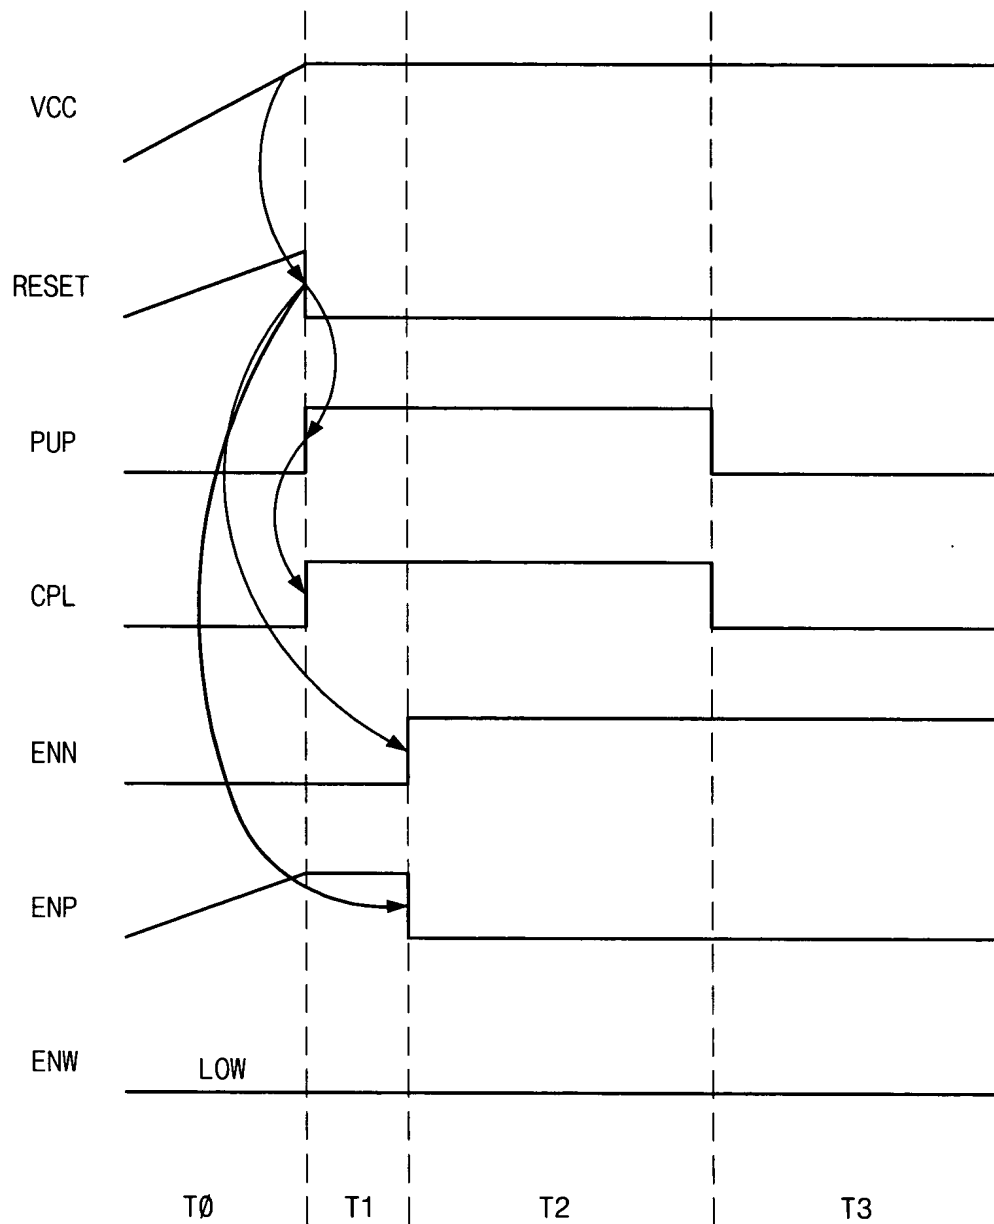 VCC
RESET
PUP
CPL
ENN
ENP
ENW
LOW
TØ T1 T2 T3